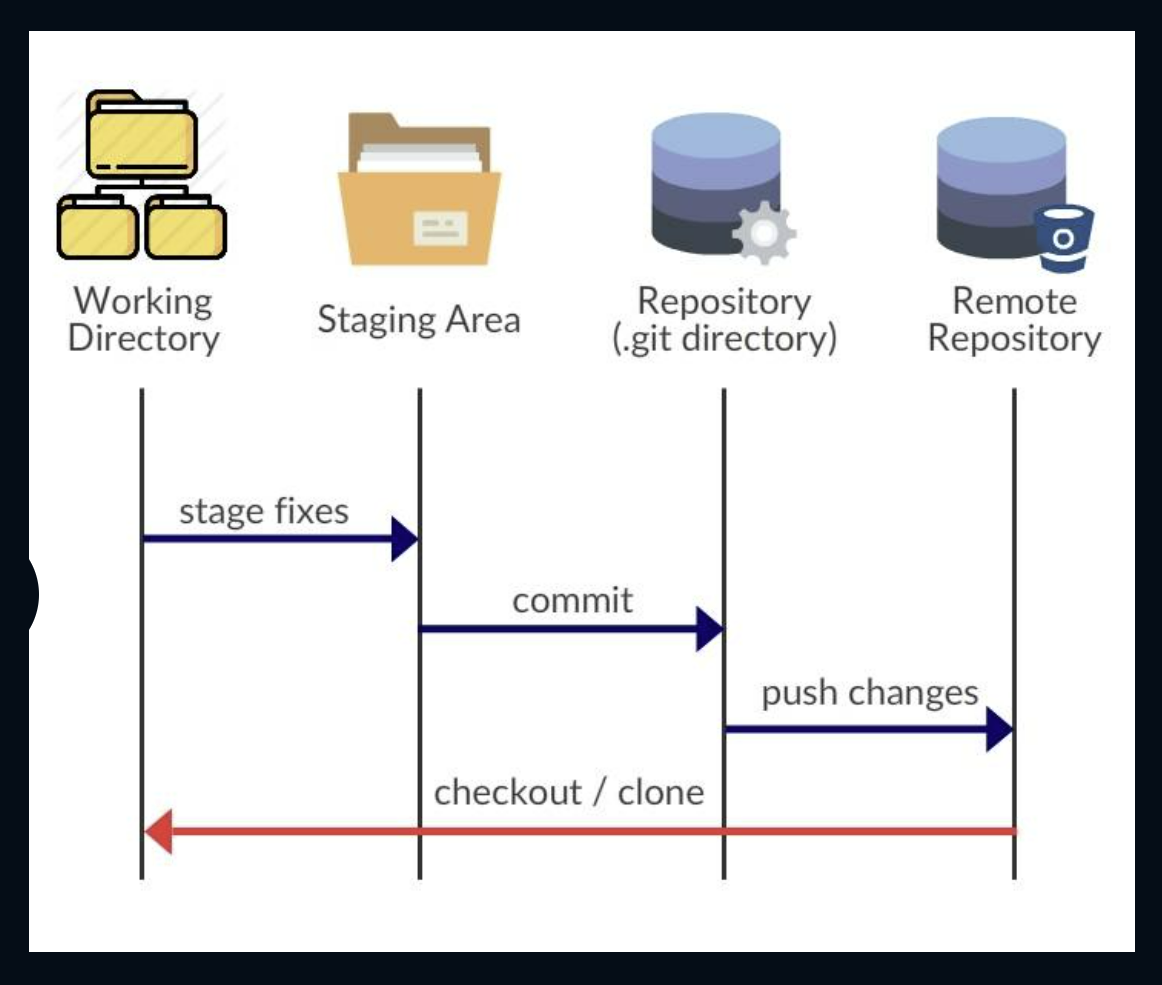 Working
Directory
Staging Area
Repository
(.git directory)
Remote
Repository
stage fixes
commit
push changes
checkout / clone